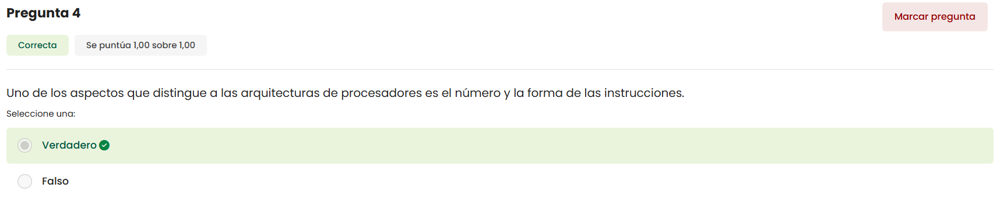 Pregunta 4
Marcar pregunta
Correcta
Se puntúa 1,00 sobre 1,00
Uno de los aspectos que distingue a las arquitecturas de procesadores es el número y la forma de las instrucciones.
Seleccione una:
Verdadero
Falso